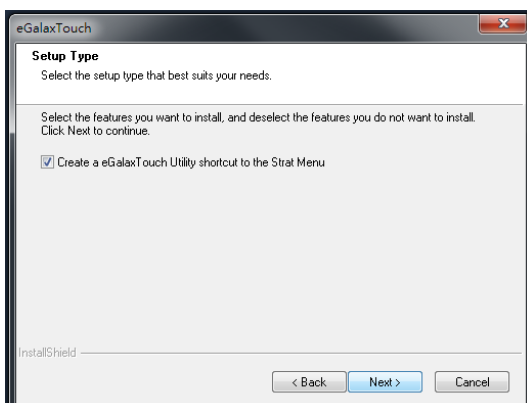 eGalaxTouch
Setup Type
Select the setup type that best suits your needs.
Select the features you want to install, and deselect the features you do not want to install.
Click Next to continue.
Create a eGalaxTouch Utility shortcut to the Strat Menu
InstallShield
< Back
Next >
Cancel